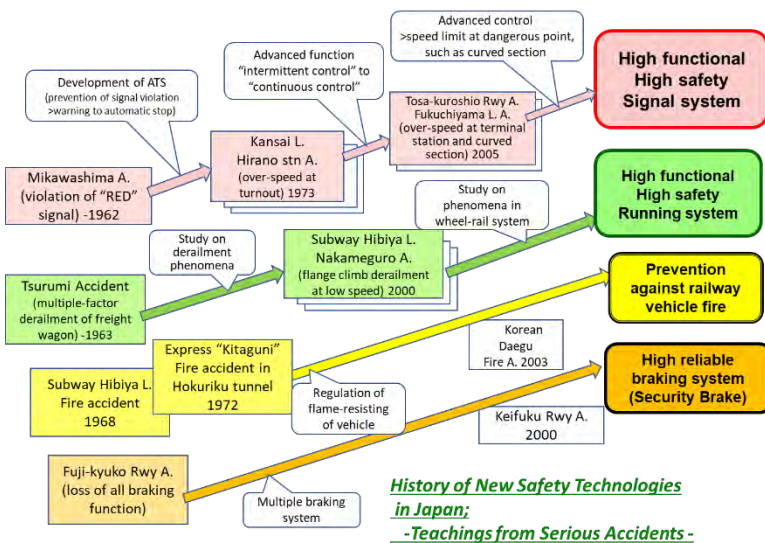 Advanced control
>speed limit at dangerous point,
such as curved section
High functional
High safety
Signal system
Advanced function
"intermittent control" to
"continuous control"
Development of ATS
(prevention of signal violation
>warning to automatic stop)
Tosa-kuroshio Rwy A.
Fukuchiyama L. A.
(over-speed at terminal
station and curved
section) 2005
Kansai L.
Hirano stn A.
(over-speed at
turnout) 1973
Mikawashima A.
(violation of "RED"
signal) -1962
High functional
High safety
Running system
Study on
phenomena in
wheel-rail system
Study on
derailment
phenomena
Subway Hibiya L.
Nakameguro A.
(flange climb derailment
at low speed) 2000
Tsurumi Accident
(multiple-factor
derailment of freight
wagon) -1963
Prevention
against railway
vehicle fire
Korean
Daegu
Fire A. 2003
Express "Kitaguni"
Fire accident in
Hokuriku tunnel
1972
Subway Hibiya L.
Fire accident
1968
Regulation of
flame-resisting
of vehicle
High reliable
braking system
(Security Brake)
Keifuku Rwy A.
2000
Fuji-kyuko Rwy A.
(loss of all braking
function)
Multiple braking
system
History of New Safety Technologies
in Japan;
-Teachings from Serious Accidents -